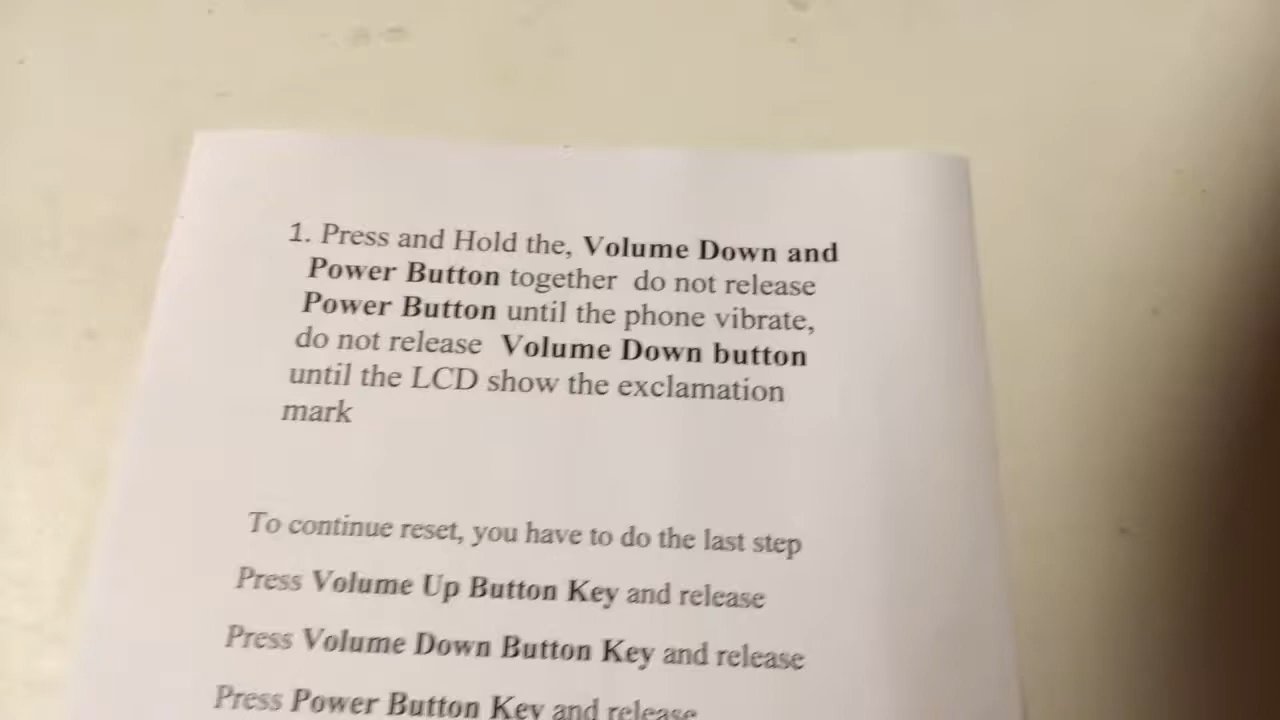 1. Press and Hold the, Volume Down and
Power Button together do not release
Power Button until the phone vibrate,
do not release Volume Down button
until the LCD show the exclamation
mark
To continue reset, you have to do the last step
Press Volume Up Button Key and release
Press Volume Down Button Key and release
Press Power Button Key and release